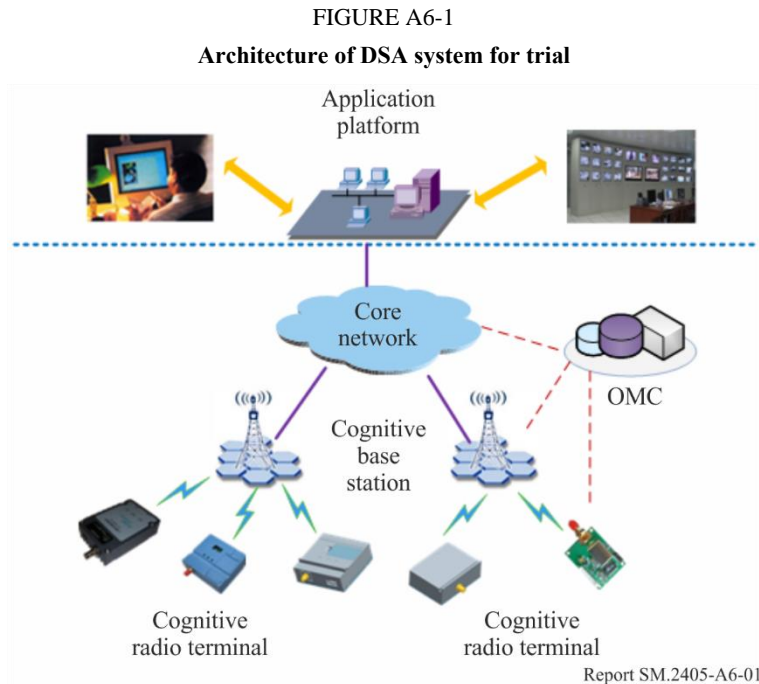 FIGURE A6-1
Architecture of DSA system for trial
Application
platform
Core
network
OMC
Cognitive
base
station
Cognitive
radio terminal
Cognitive
radio terminal
Report SM.2405-A6-01